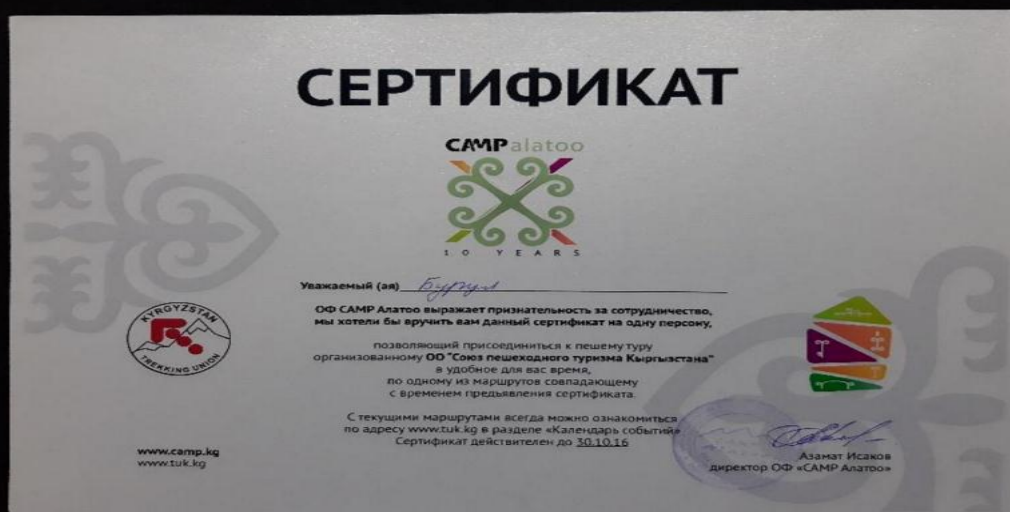 СЕРТИФИКАТ
CAMPalatoo
10 YEARS
Уважаемый (ая) Бурул
ОФ CAMP Алатоо выражает признательность за сотрудничество,
мы хотели бы вручить вам данный сертификат на одну персону,
позволяющий присоединиться к пешему туру
организованному ОО "Союз пешеходного туризма Кыргызстана"
в удобное для вас время,
по одному из маршрутов совпадающему
с временем предъявления сертификата.
С текущими маршрутами всегда можно ознакомиться
по адресу www.tuk.kg в разделе «Календарь событий»
Сертификат действителен до 30.10.16
KYRGYZSTAN
TREKKING UNION
www.camp.kg
www.tuk.kg
Азамат Исаков
директор ОФ «CAMP Алатоо»